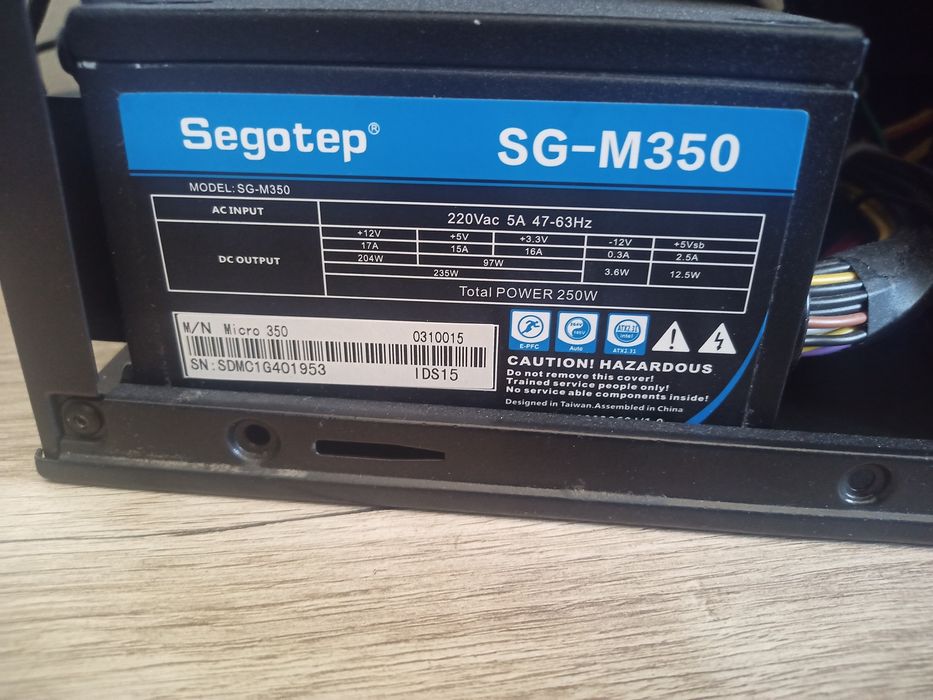 Segotep® SG-M350
MODEL: SG-M350
AC INPUT 220Vac 5A 47-63Hz
DC OUTPUT +12V +5V +3.3V -12V +5Vsb
17A 15A 16A 0.3A 2.5A
204W 97W 3.6W 12.5W
235W
Total POWER 250W
M/N Micro 350 0310015
SN: SDMC1G401953 IDS15
E-PFC Auto ATX2.31
ATX2.31 intel
CAUTION! HAZARDOUS
Do not remove this cover!
Trained service people only!
No service able components inside!
Designed in Taiwan.Assembled in China